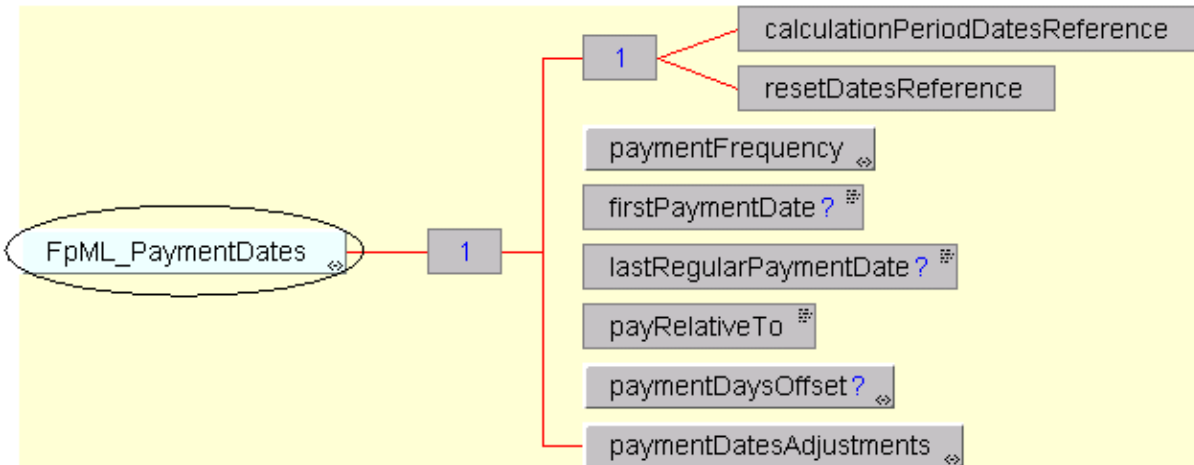 calculationPeriodDatesReference
1
resetDatesReference
paymentFrequency
firstPaymentDate?
FpML_PaymentDates
1
lastRegularPaymentDate?
payRelativeTo
paymentDaysOffset?
paymentDatesAdjustments